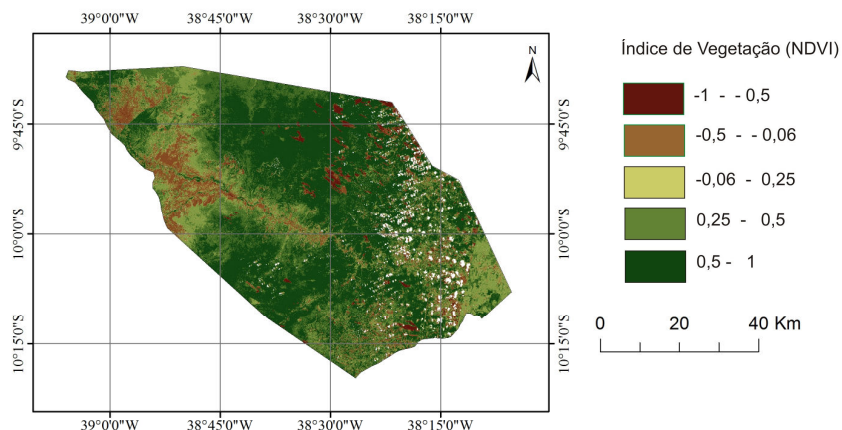 39°0'0"W 38°45'0"W 38°30'0"W 38°15'0"W
N
9°45'0"S 9°45'0"S
10°0'0"S 10°0'0"S
10°15'0"S 10°15'0"S
39°0'0"W 38°45'0"W 38°30'0"W 38°15'0"W
Índice de Vegetação (NDVI)
-1 - - 0,5
-0,5 - - 0,06
-0,06 - 0,25
0,25 - 0,5
0,5 - 1
0 20 40 Km